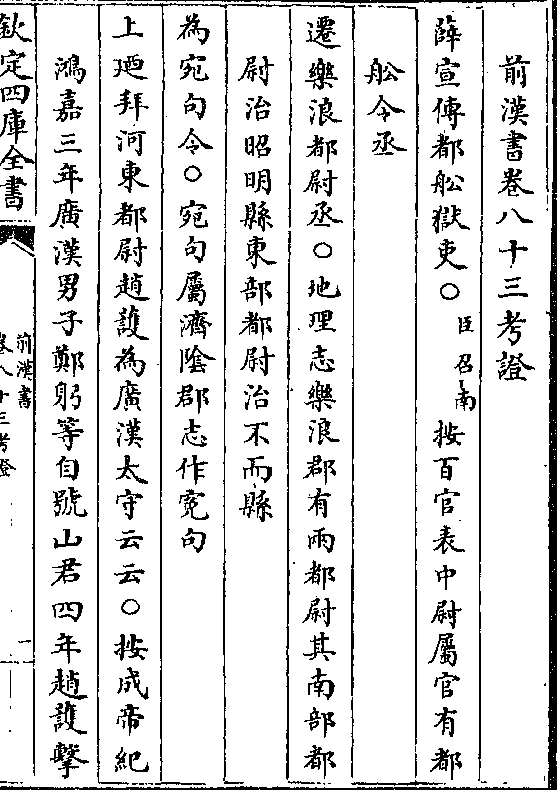 前漢書卷八十三考證
薛宣傳都船獄吏○臣召南按百官表中尉屬官有都
船令丞
遷樂浪都尉丞○地理志樂浪郡有兩都尉其南部都
尉治昭明縣東部都尉治不而縣
為宛句令○宛句屬濟陰郡志作寃句
上廼拜河東都尉趙護為廣漢太守云云○按成帝紀
鴻嘉三年廣漢男子鄭躬等自號山君四年趙護擊
欽定四庫全書
前漢書
卷八十三考證
一